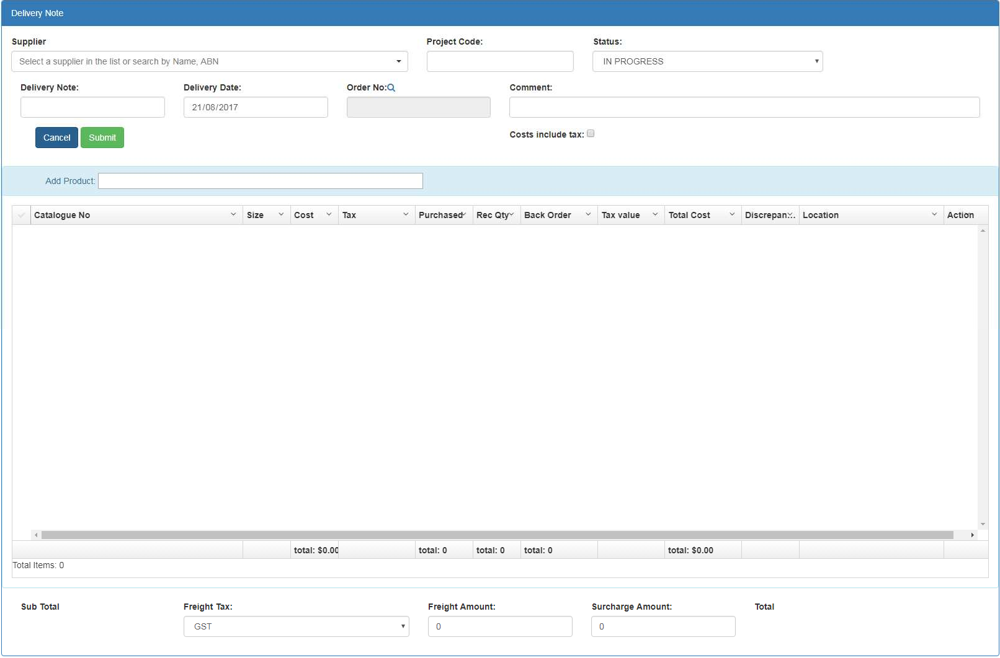 Delivery Note
Supplier Project Code: Status:
Select a supplier in the list or search by Name, ABN IN PROGRESS
Delivery Note: Delivery Date: Order No: Comment:
21/08/2017
Cancel Submit Costs include tax:
Add Product:
Catalogue No Size Cost Tax Purchased Rec Qty Back Order Tax value Total Cost Discrepan... Location Action
total: $0.00 total: 0 total: 0 total: 0 total: $0.00
Total Items: 0
Sub Total Freight Tax: Freight Amount: Surcharge Amount: Total
GST 0 0